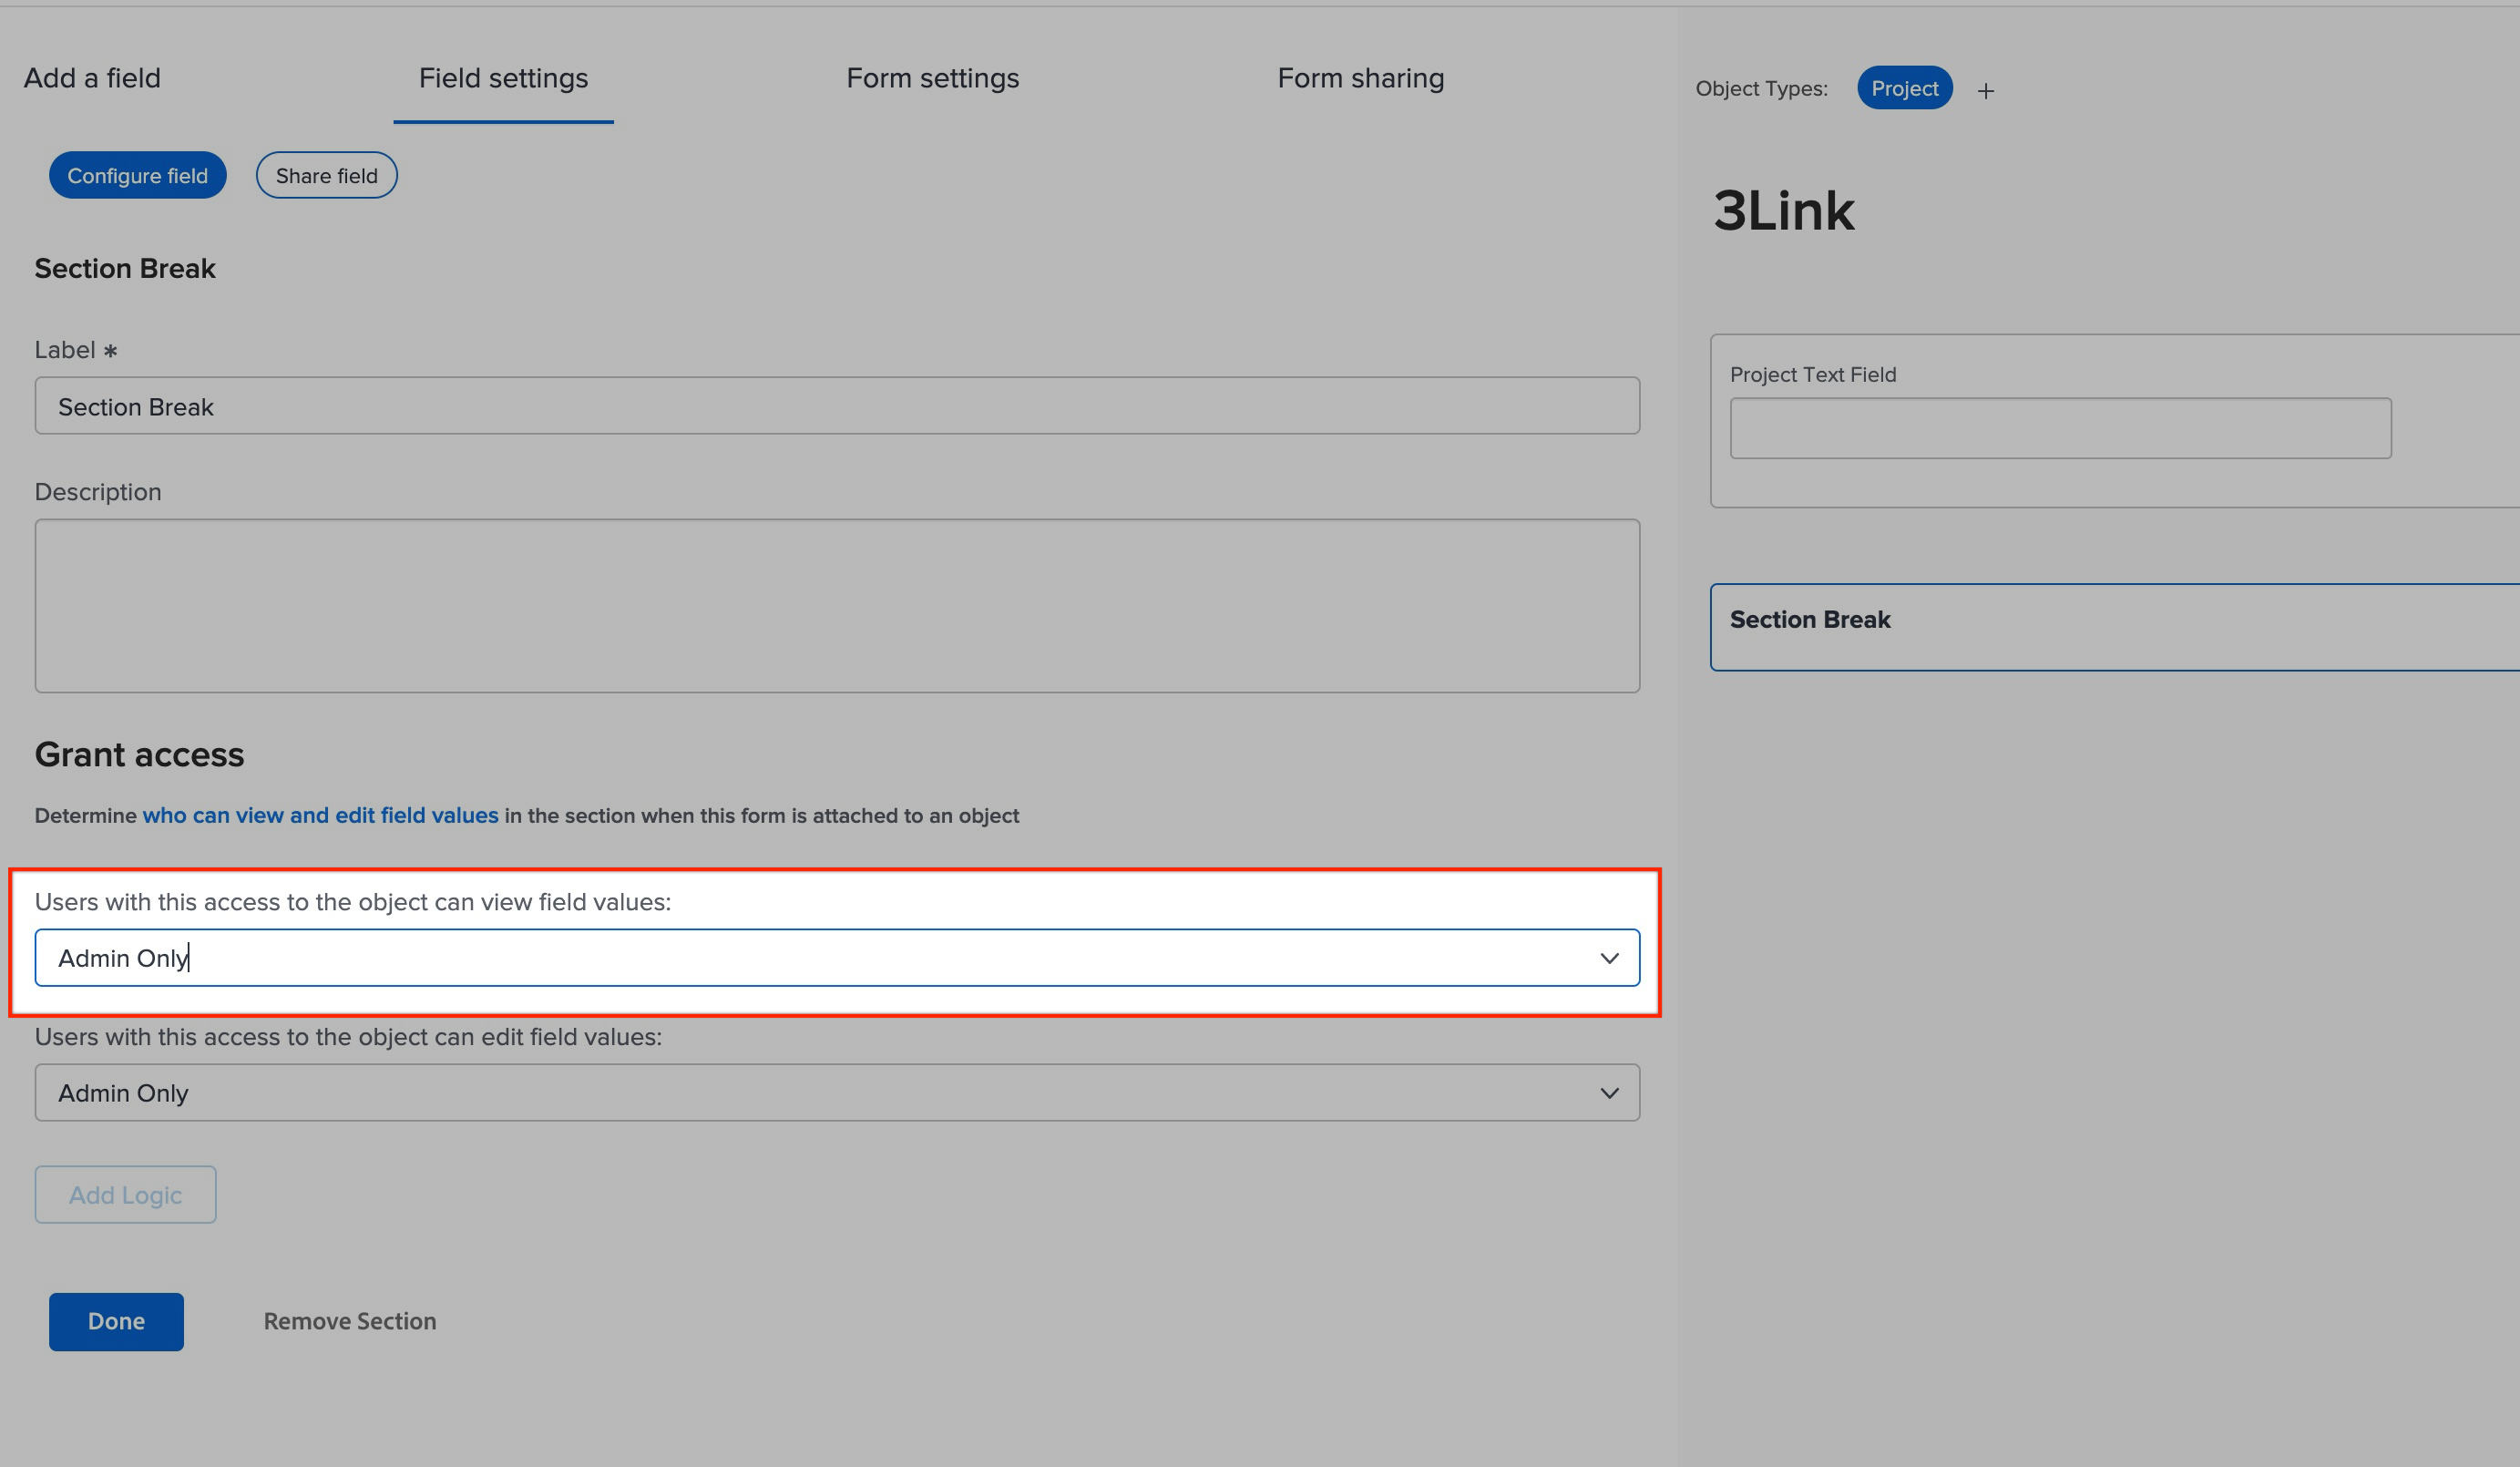 Add a field
Field settings
Form settings
Form sharing
Object Types:
Project
+
Configure field
Share field
3Link
Section Break
Label *
Section Break
Project Text Field
Description
Section Break
Grant access
Determine who can view and edit field values in the section when this form is attached to an object
Users with this access to the object can view field values:
Admin Only
Users with this access to the object can edit field values:
Admin Only
Add Logic
Done
Remove Section